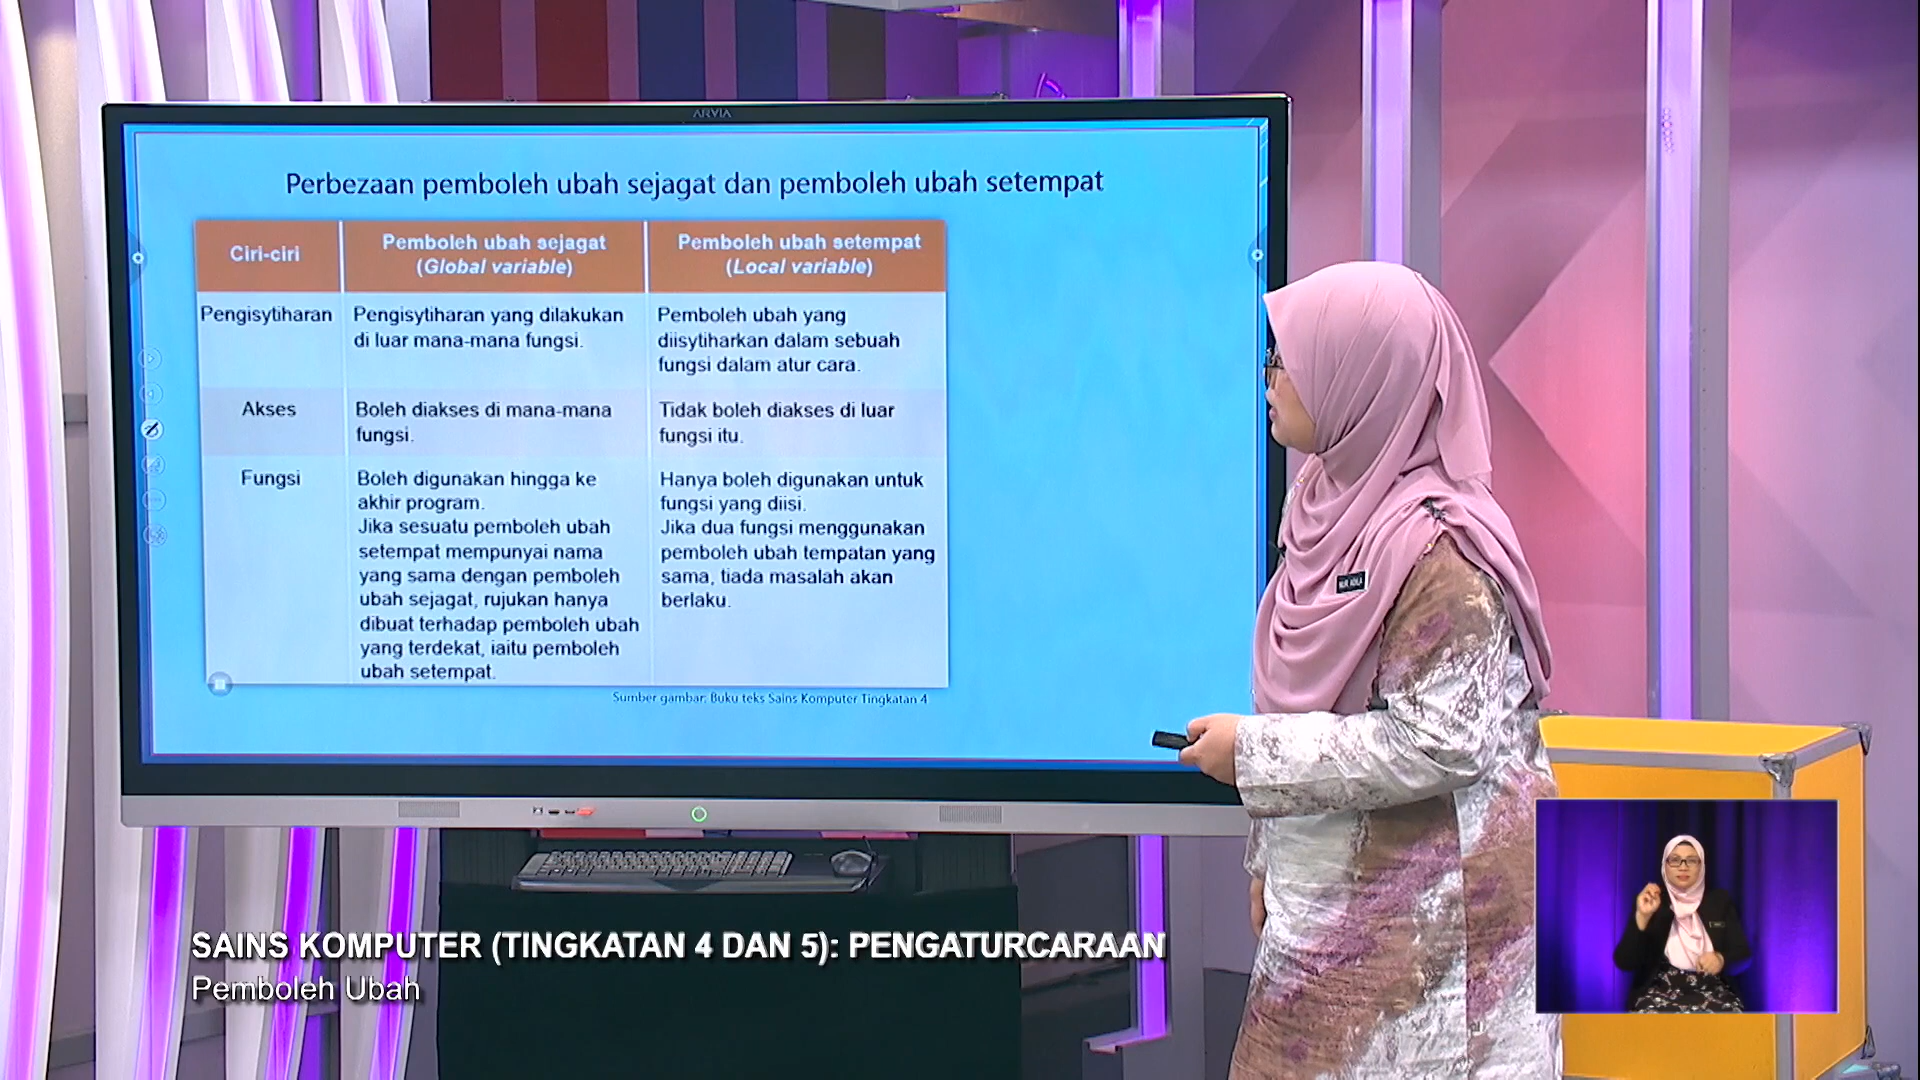 ARVIA
Perbezaan pemboleh ubah sejagat dan pemboleh ubah setempat
Ciri-ciri
Pemboleh ubah sejagat
(Global variable)
Pemboleh ubah setempat
(Local variable)
Pengisytiharan
Pengisytiharan yang dilakukan
di luar mana-mana fungsi.
Pemboleh ubah yang
diisytiharkan dalam sebuah
fungsi dalam atur cara.
Akses
Boleh diakses di mana-mana
fungsi.
Tidak boleh diakses di luar
fungsi itu.
Fungsi
Boleh digunakan hingga ke
akhir program.
Jika sesuatu pemboleh ubah
setempat mempunyai nama
yang sama dengan pemboleh
ubah sejagat, rujukan hanya
dibuat terhadap pemboleh ubah
yang terdekat, iaitu pemboleh
ubah setempat.
Hanya boleh digunakan untuk
fungsi yang diisi.
Jika dua fungsi menggunakan
pemboleh ubah tempatan yang
sama, tiada masalah akan
berlaku.
Sumber gambar: Buku teks Sains Komputer Tingkatan 4
NUR ADILA
SAINS KOMPUTER (TINGKATAN 4 DAN 5): PENGATURCARAAN
Pemboleh Ubah